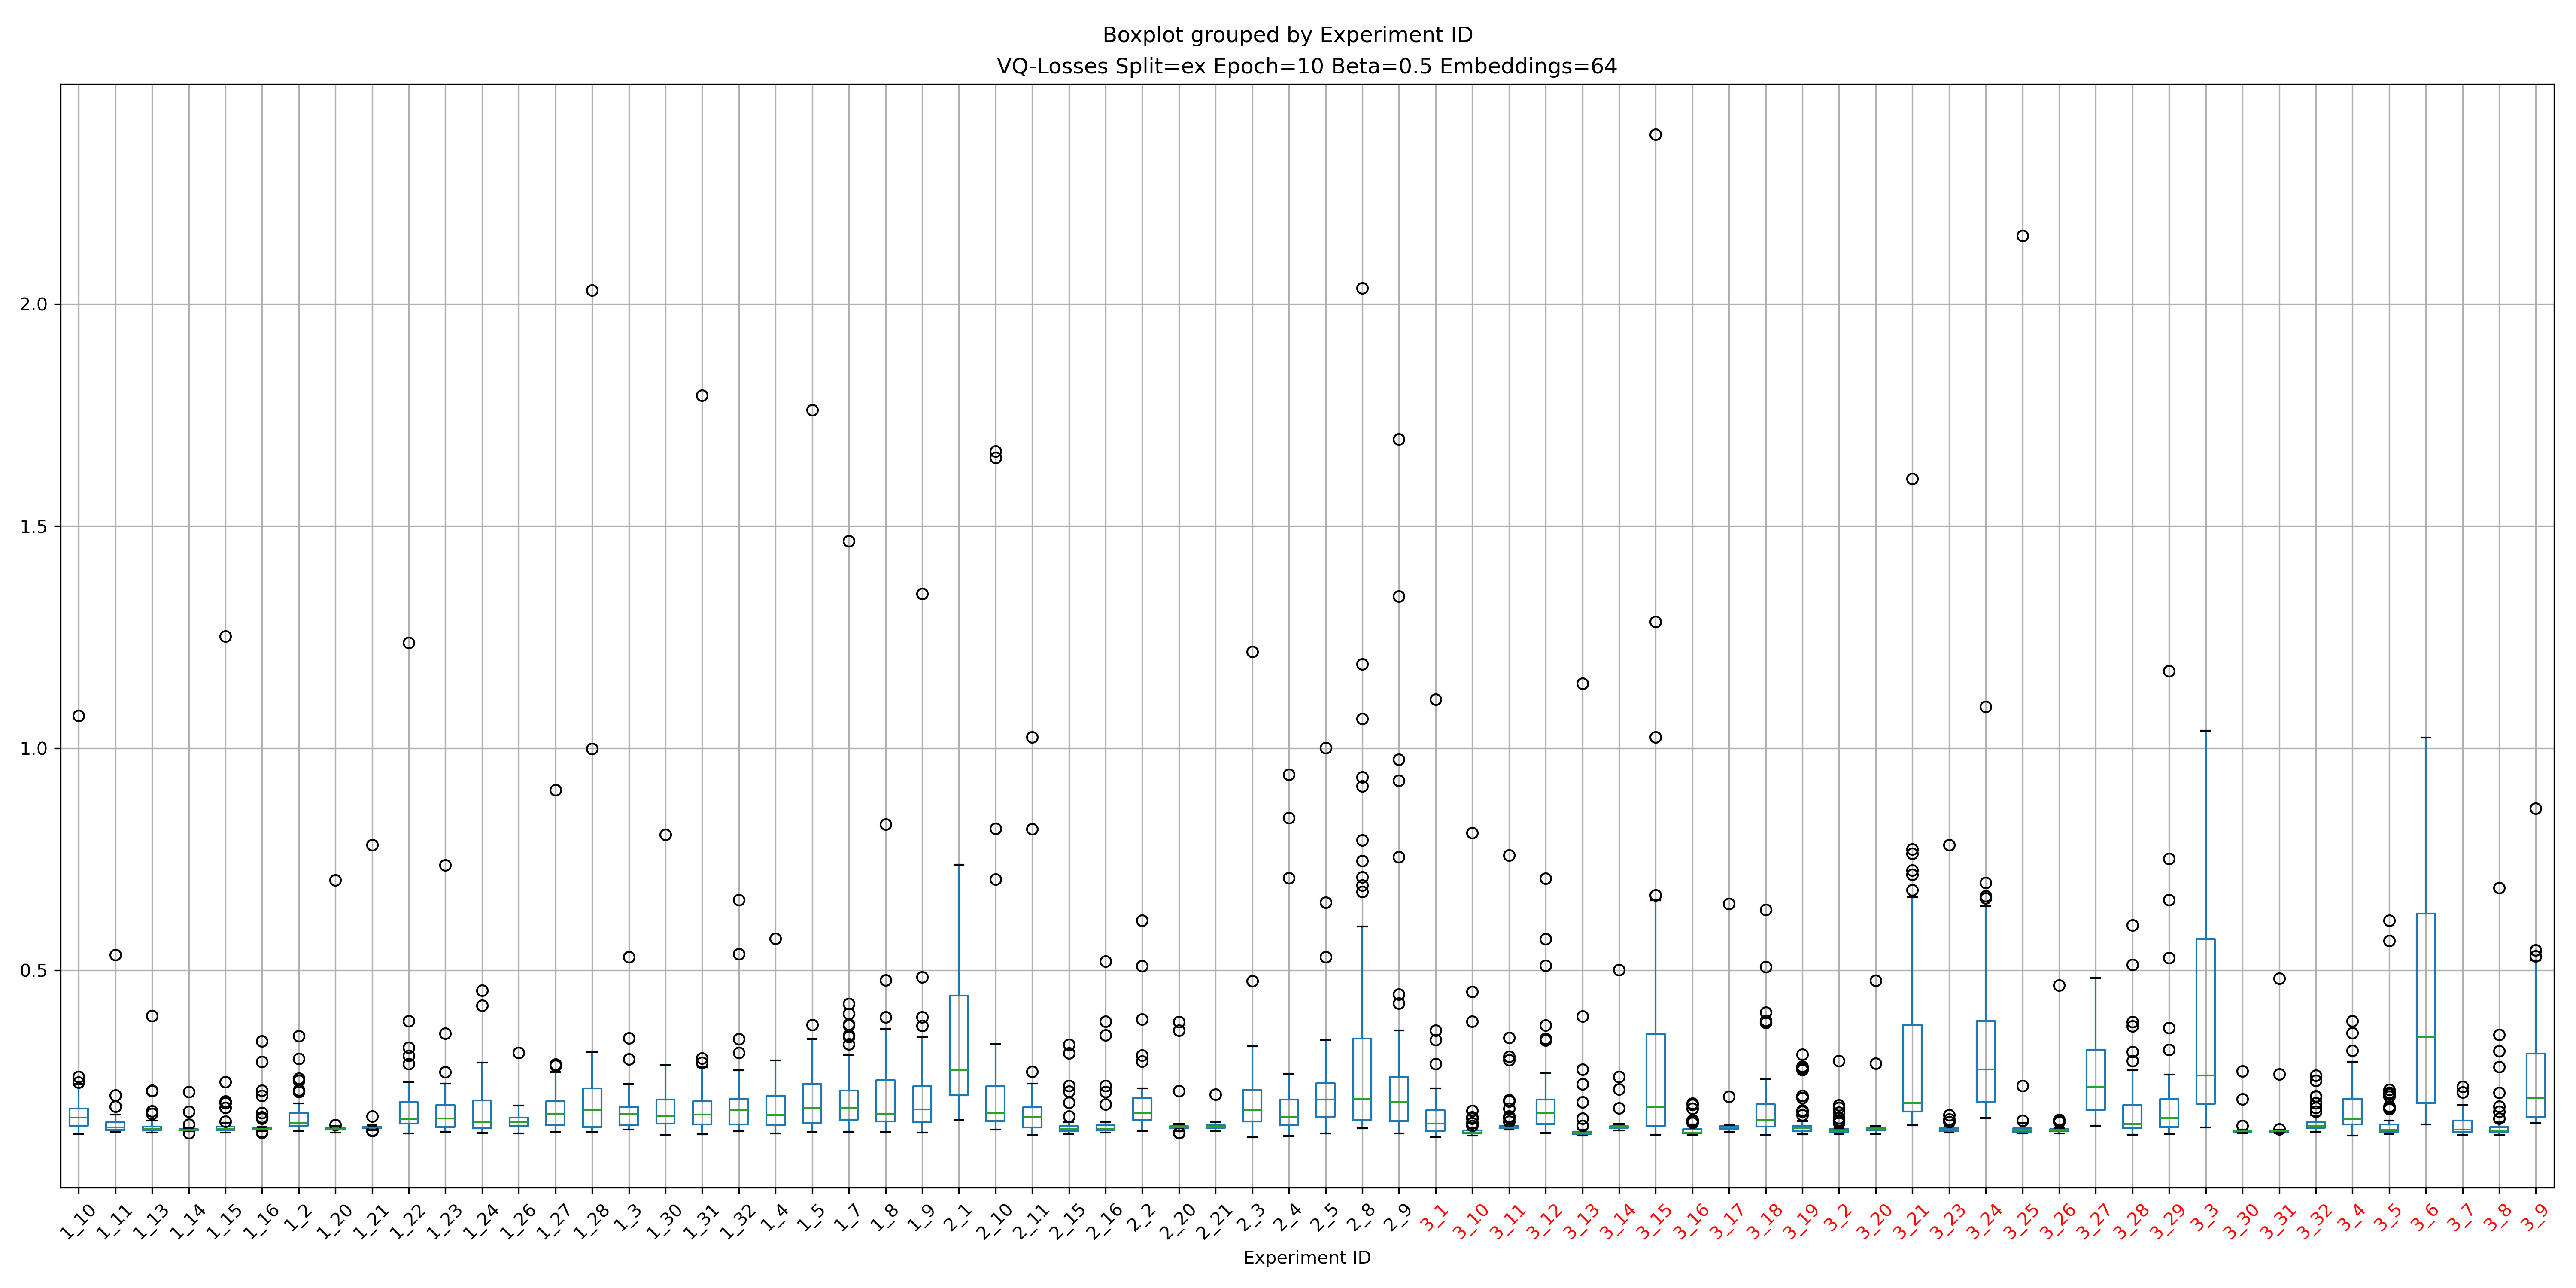 Boxplot grouped by Experiment ID
VQ-Losses Split=ex Epoch=10 Beta=0.5 Embeddings=64
2.0
1.5
1.0
0.5
1_10 1_11 1_13 1_14 1_15 1_16 1_2 1_20 1_21 1_22 1_23 1_24 1_26 1_27 1_28 1_3 1_30 1_31 1_32 1_4 1_5 1_7 1_8 1_9 2_1 2_10 2_11 2_15 2_16 2_2 2_20 2_21 2_3 2_4 2_5 2_8 2_9 3_1 3_10 3_11 3_12 3_13 3_14 3_15 3_16 3_17 3_18 3_19 3_2 3_20 3_21 3_23 3_24 3_25 3_26 3_27 3_28 3_29 3_3 3_30 3_31 3_32 3_4 3_5 3_6 3_7 3_8 3_9
Experiment ID